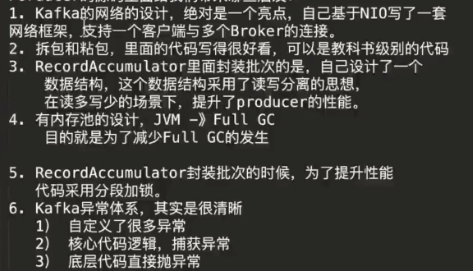 1. Kafka的网络的设计，绝对是一个亮点，自己基于NIO写了一套
网络框架，支持一个客户端与多个Broker的连接。
2. 拆包和粘包，里面的代码写得很好看，可以是教科书级别的代码
3. RecordAccumulator里面封装批次的是，自己设计了一个
数据结构，这个数据结构采用了读写分离的思想，
在读多写少的场景下，提升了producer的性能。
4. 有内存池的设计，JVM -》Full GC
目的就是为了减少Full GC的发生
5. RecordAccumulator封装批次的时候，为了提升性能
代码采用分段加锁。
6. Kafka异常体系，其实是很清晰
1) 自定义了很多异常
2) 核心代码逻辑，捕获异常
3) 底层代码直接抛异常